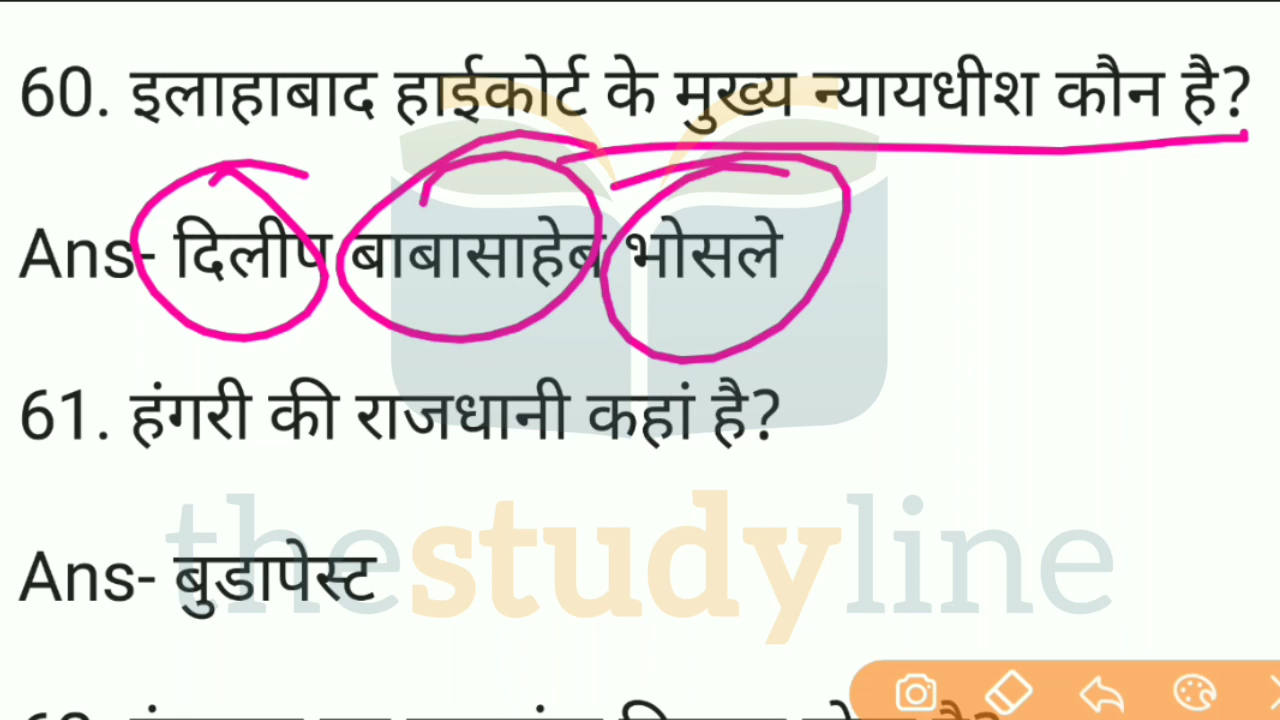 60. इलाहाबाद हाईकोर्ट के मुख्य न्यायधीश कौन है?
Ans- दिलीप बाबासाहेब भोसले
61. हंगरी की राजधानी कहां है?
Ans- बुडापेस्ट
thestudyline